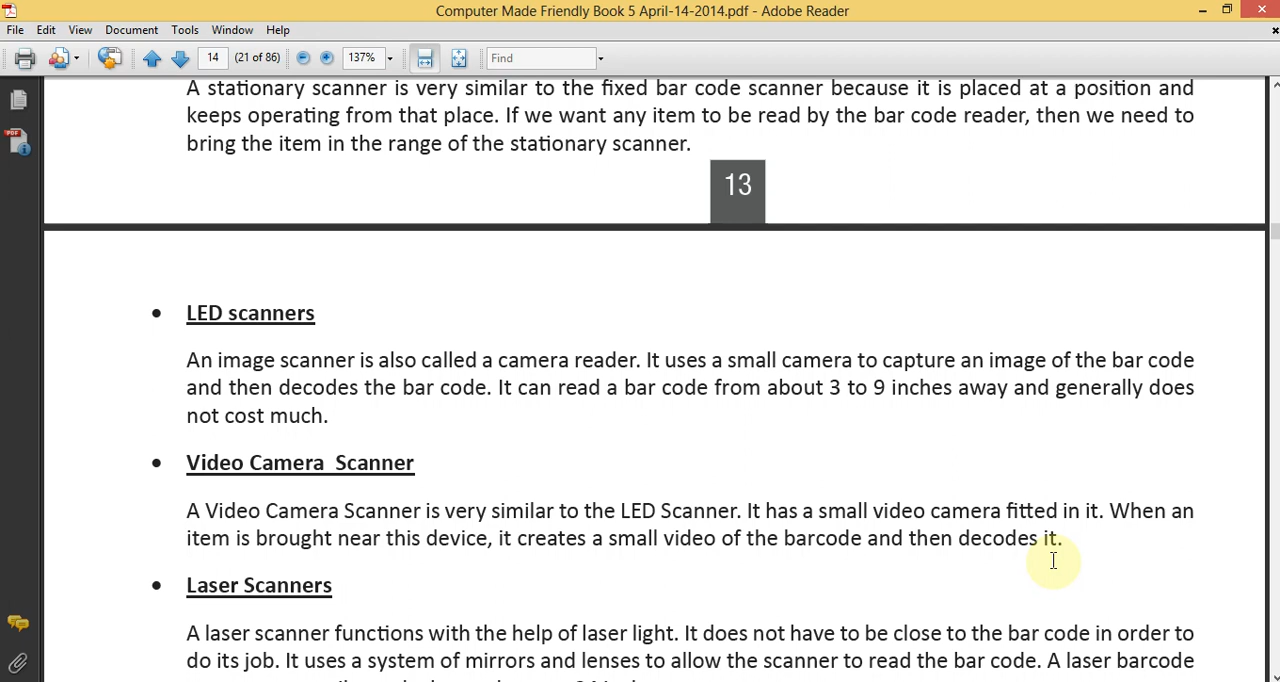 Computer Made Friendly Book 5 April-14-2014.pdf - Adobe Reader
File Edit View Document Tools Window Help
14 (21 of 86) 137% Find
A stationary scanner is very similar to the fixed bar code scanner because it is placed at a position and
keeps operating from that place. If we want any item to be read by the bar code reader, then we need to
bring the item in the range of the stationary scanner.
13
• LED scanners
An image scanner is also called a camera reader. It uses a small camera to capture an image of the bar code
and then decodes the bar code. It can read a bar code from about 3 to 9 inches away and generally does
not cost much.
• Video Camera  Scanner
A Video Camera Scanner is very similar to the LED Scanner. It has a small video camera fitted in it. When an
item is brought near this device, it creates a small video of the barcode and then decodes it.
• Laser Scanners
A laser scanner functions with the help of laser light. It does not have to be close to the bar code in order to
do its job. It uses a system of mirrors and lenses to allow the scanner to read the bar code. A laser barcode